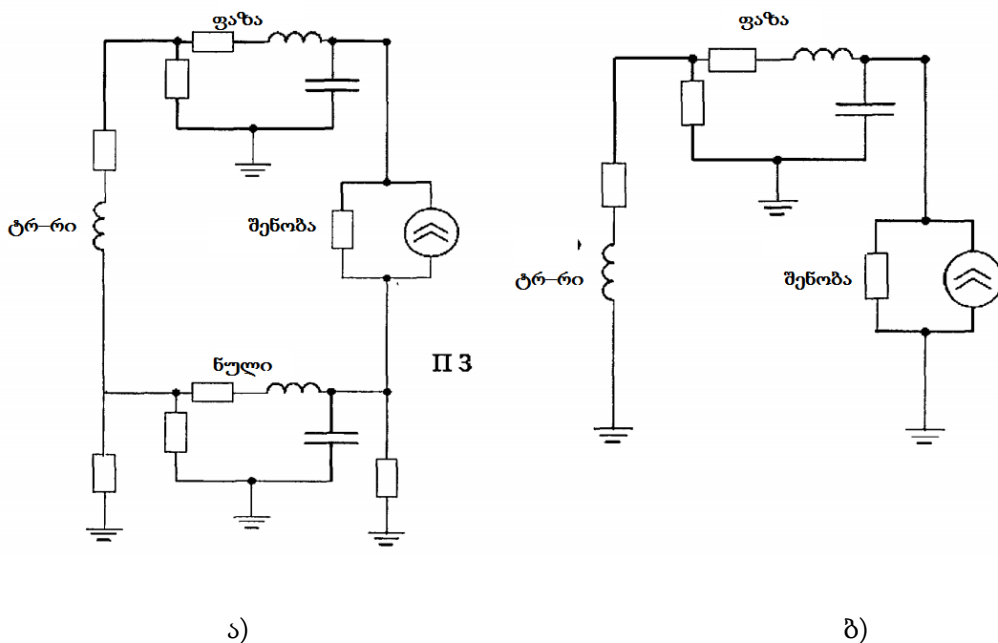 ფაზა
ტრ-რი
შენობა
ნული
П 3
ფაზა
ტრ-რი
შენობა
ა)
ბ)